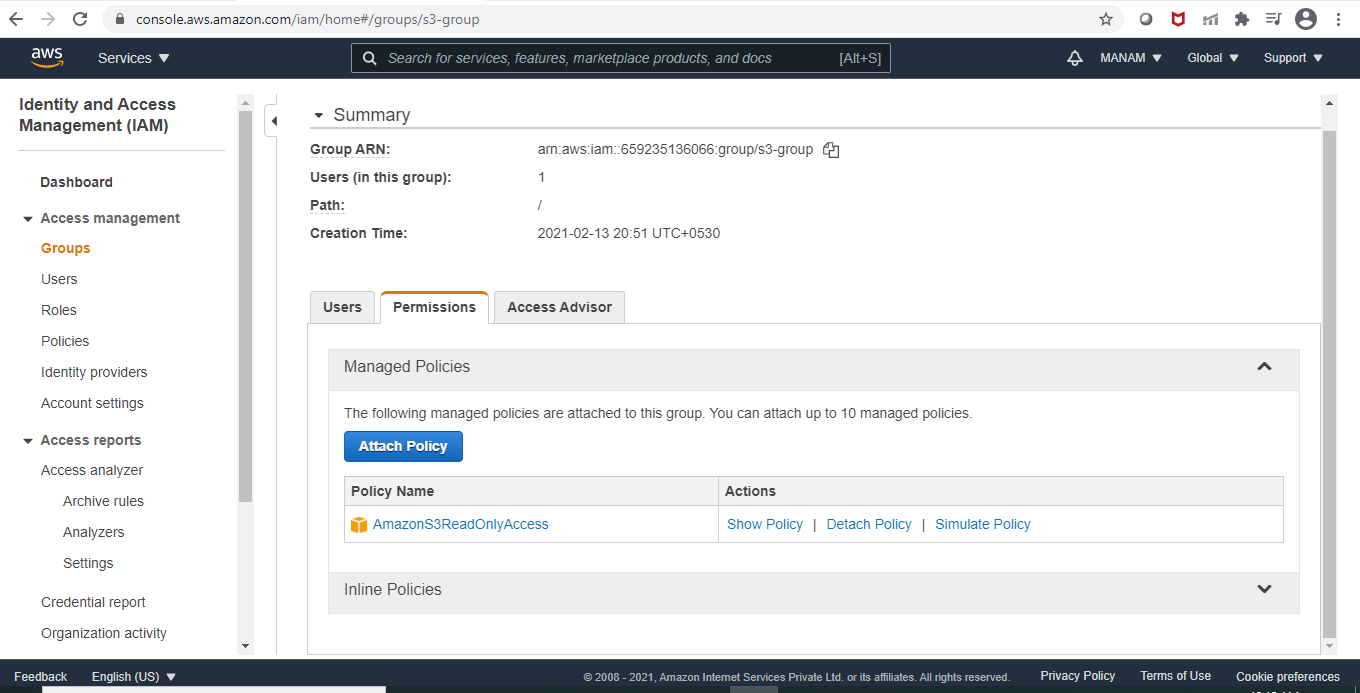 console.aws.amazon.com/iam/home#/groups/s3-group
aws
Services
Search for services, features, marketplace products, and docs [Alt+S]
MANAM
Global
Support
Identity and Access
Management (IAM)
Dashboard
Access management
Groups
Users
Roles
Policies
Identity providers
Account settings
Access reports
Access analyzer
Archive rules
Analyzers
Settings
Credential report
Organization activity
Summary
Group ARN: arn:aws:iam::659235136066:group/s3-group
Users (in this group): 1
Path: /
Creation Time: 2021-02-13 20:51 UTC+0530
Users Permissions Access Advisor
Managed Policies
The following managed policies are attached to this group. You can attach up to 10 managed policies.
Attach Policy
Policy Name Actions
AmazonS3ReadOnlyAccess Show Policy | Detach Policy | Simulate Policy
Inline Policies
Feedback English (US) © 2008 - 2021, Amazon Internet Services Private Ltd. or its affiliates. All rights reserved. Privacy Policy Terms of Use Cookie preferences